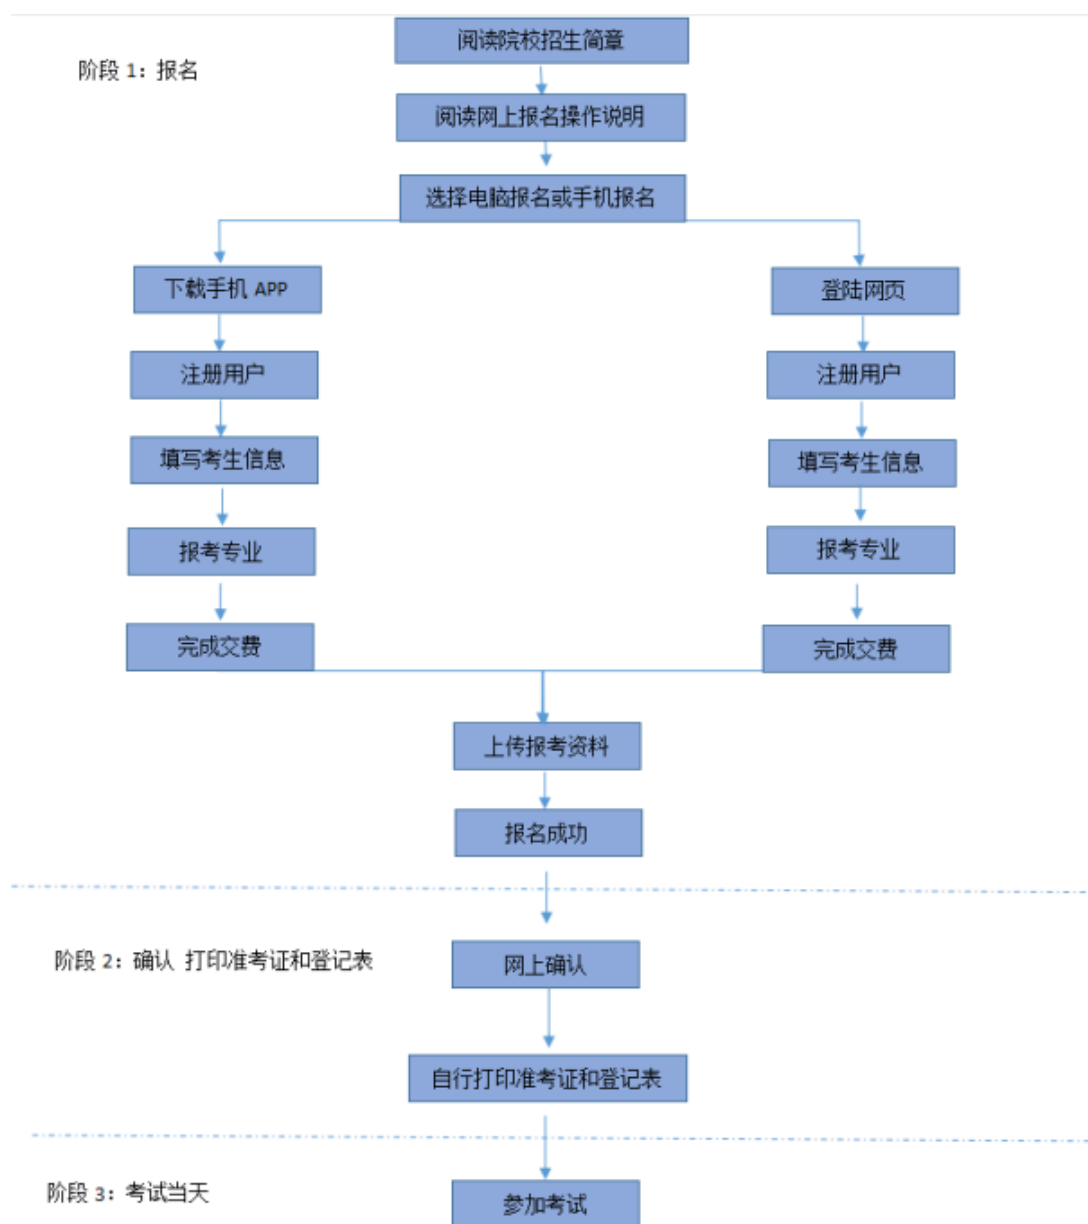 阅读院校招生简章
阶段 1：报名
阅读网上报名操作说明
选择电脑报名或手机报名
下载手机 APP
登陆网页
注册用户
注册用户
填写考生信息
填写考生信息
报考专业
报考专业
完成交费
完成交费
上传报考资料
报名成功
阶段 2：确认 打印准考证和登记表
网上确认
自行打印准考证和登记表
阶段 3：考试当天
参加考试